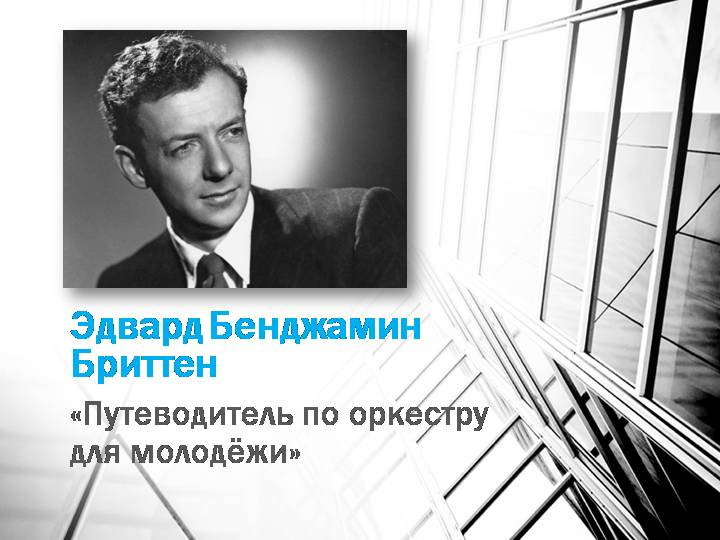 Эдвард Бенджамин
Бриттен
«Путеводитель по оркестру
для молодёжи»